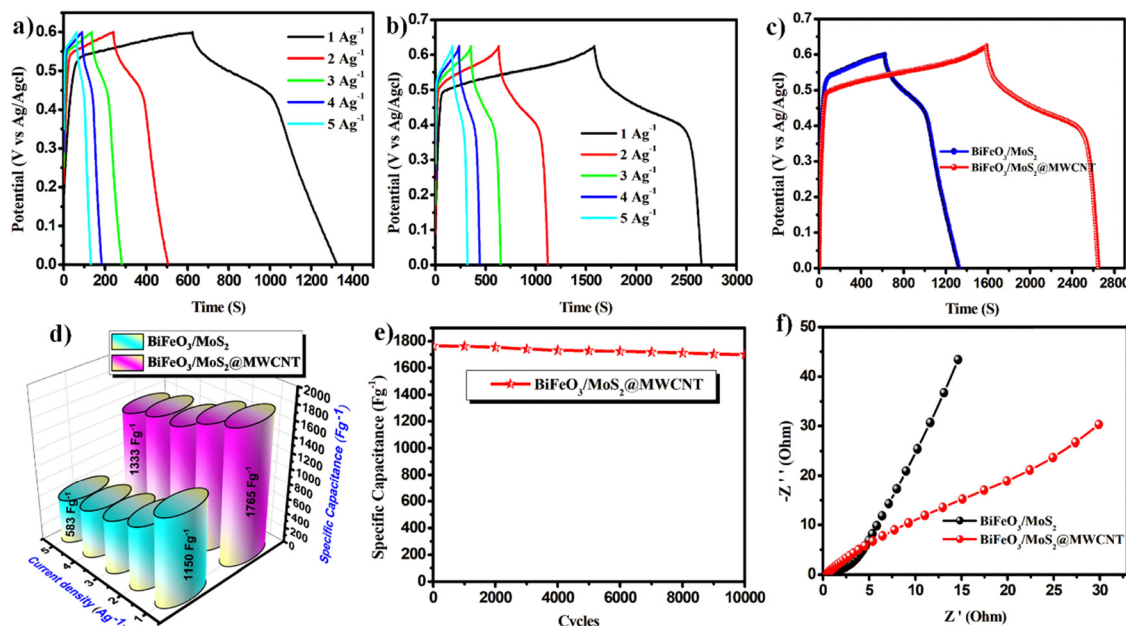 a)
0.6
0.5
0.4
0.3
0.2
0.1
0.0
Potential (V vs Ag/Agcl)
1 Ag⁻¹
2 Ag⁻¹
3 Ag⁻¹
4 Ag⁻¹
5 Ag⁻¹
0 200 400 600 800 1000 1200 1400
Time (S)
b)
0.7
0.6
0.5
0.4
0.3
0.2
0.1
0.0
Potential (V vs Ag/Agcl)
1 Ag⁻¹
2 Ag⁻¹
3 Ag⁻¹
4 Ag⁻¹
5 Ag⁻¹
0 500 1000 1500 2000 2500 3000
Time (S)
c)
0.7
0.6
0.5
0.4
0.3
0.2
0.1
0.0
Potential (V vs Ag/Agcl)
BiFeO₃/MoS₂
BiFeO₃/MoS₂@MWCNT
0 400 800 1200 1600 2000 2400 2800
Time (S)
d)
BiFeO₃/MoS₂
BiFeO₃/MoS₂@MWCNT
2000
1800
1600
1400
1200
1000
800
600
400
200
0
Specific Capacitance (Fg⁻¹)
1333 Fg⁻¹
1765 Fg⁻¹
583 Fg⁻¹
1150 Fg⁻¹
5 4 3 2 1
Current density (Ag⁻¹
e)
1800
1600
1400
1200
1000
800
600
400
200
0
Specific Capacitance (Fg⁻¹)
BiFeO₃/MoS₂@MWCNT
0 2000 4000 6000 8000 10000
Cycles
f)
50
40
30
20
10
0
-Z'' (Ohm)
BiFeO₃/MoS₂
BiFeO₃/MoS₂@MWCNT
0 5 10 15 20 25 30
Z' (Ohm)